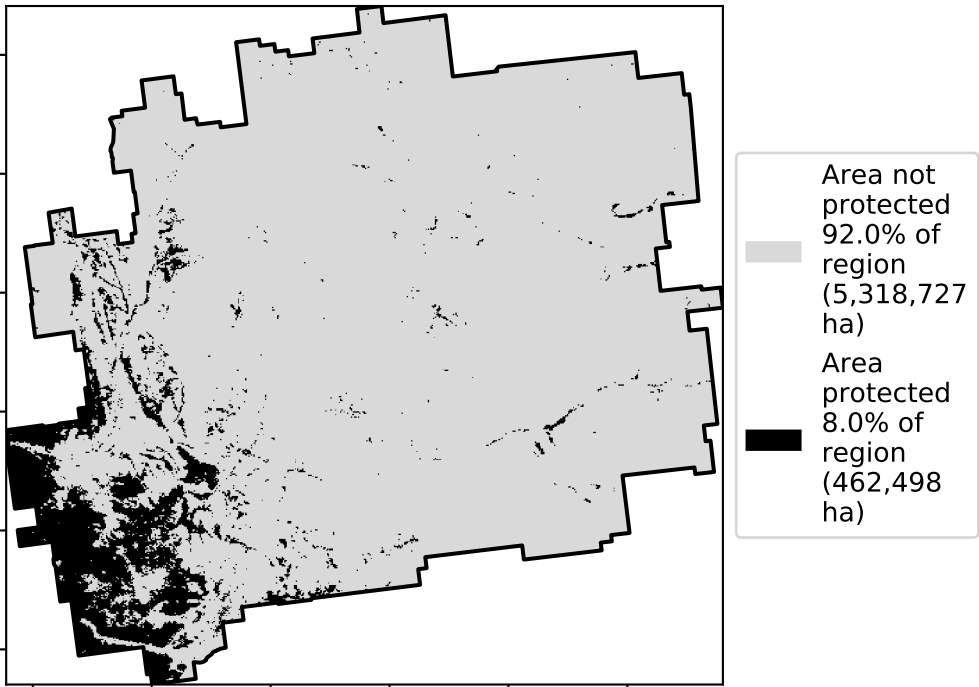 Area not
protected
92.0% of
region
(5,318,727
ha)
Area
protected
8.0% of
region
(462,498
ha)